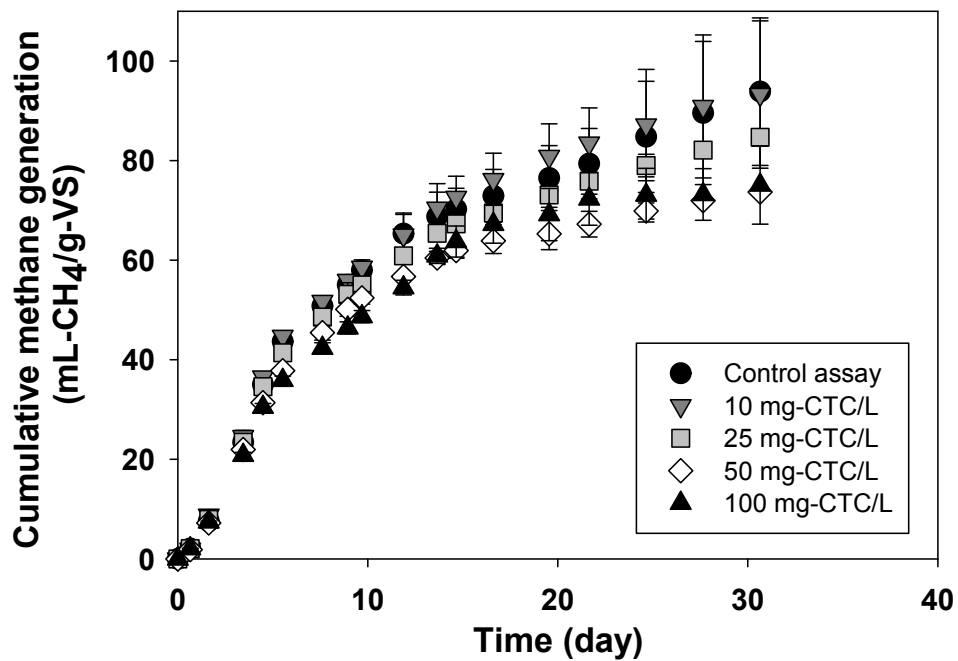 Cumulative methane generation
(mL-CH4/g-VS)
100
80
60
40
20
0
Control assay
10 mg-CTC/L
25 mg-CTC/L
50 mg-CTC/L
100 mg-CTC/L
0 10 20 30 40
Time (day)